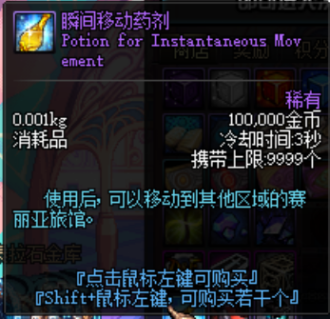 瞬间移动药剂
Potion for Instantaneous Mov
ement
稀有
0.001kg
100,000金币
消耗品
冷却时间:3秒
携带上限:9999个
使用后,可以移动到其他区域的赛
丽亚旅馆。
『点击鼠标左键可购买』
『Shift+鼠标左键,可购买若干个』